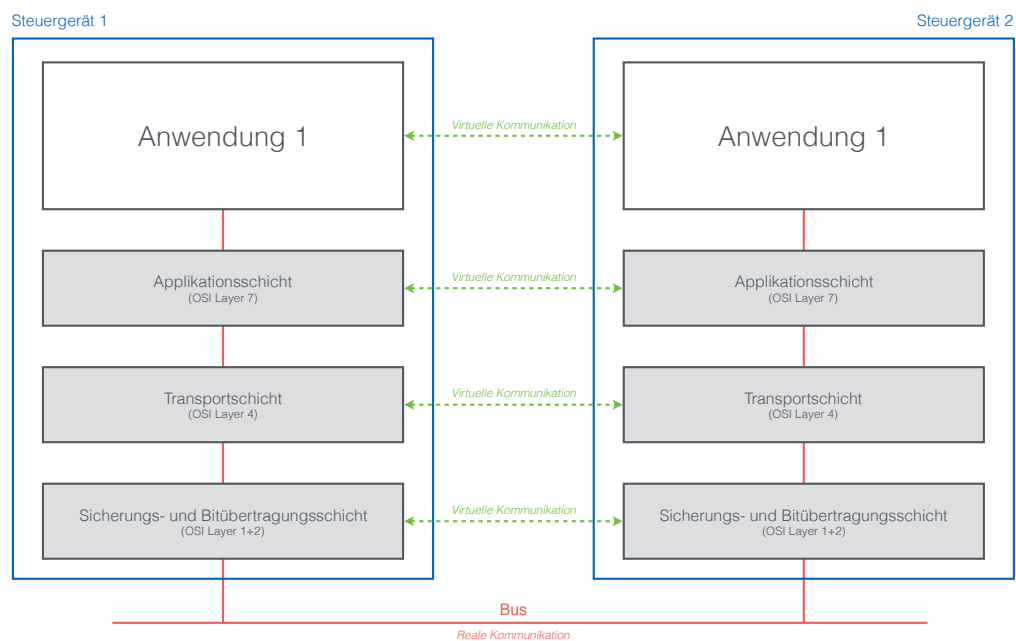 Steuergerät 1
Steuergerät 2
Anwendung 1
Virtuelle Kommunikation
Anwendung 1
Applikationsschicht
(OSI Layer 7)
Virtuelle Kommunikation
Applikationsschicht
(OSI Layer 7)
Transportschicht
(OSI Layer 4)
Virtuelle Kommunikation
Transportschicht
(OSI Layer 4)
Sicherungs- und Bitübertragungsschicht
(OSI Layer 1+2)
Virtuelle Kommunikation
Sicherungs- und Bitübertragungsschicht
(OSI Layer 1+2)
Bus
Reale Kommunikation